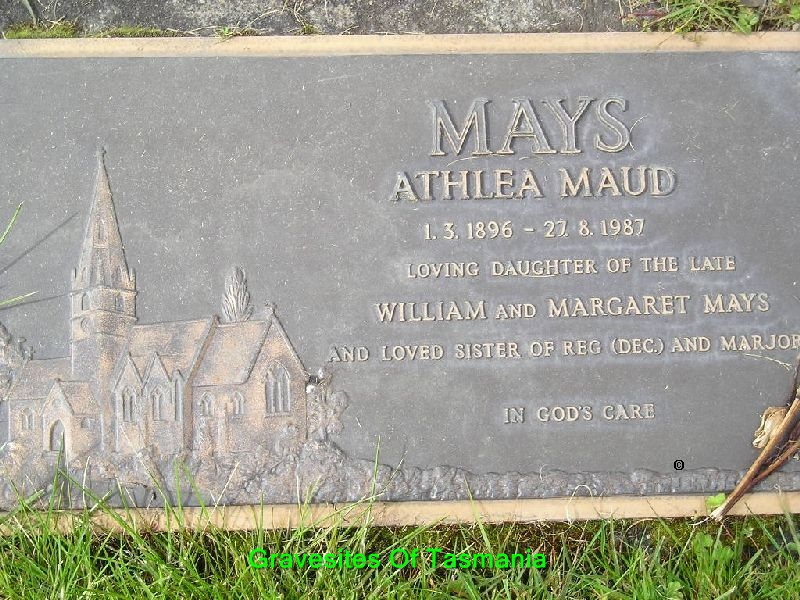 MAYS
ATHLEA MAUD
1. 3. 1896 - 27. 8. 1987
LOVING DAUGHTER OF THE LATE
WILLIAM AND MARGARET MAYS
AND LOVED SISTER OF REG (DEC.) AND MARJOR
IN GOD'S CARE
©
Gravesites Of Tasmania